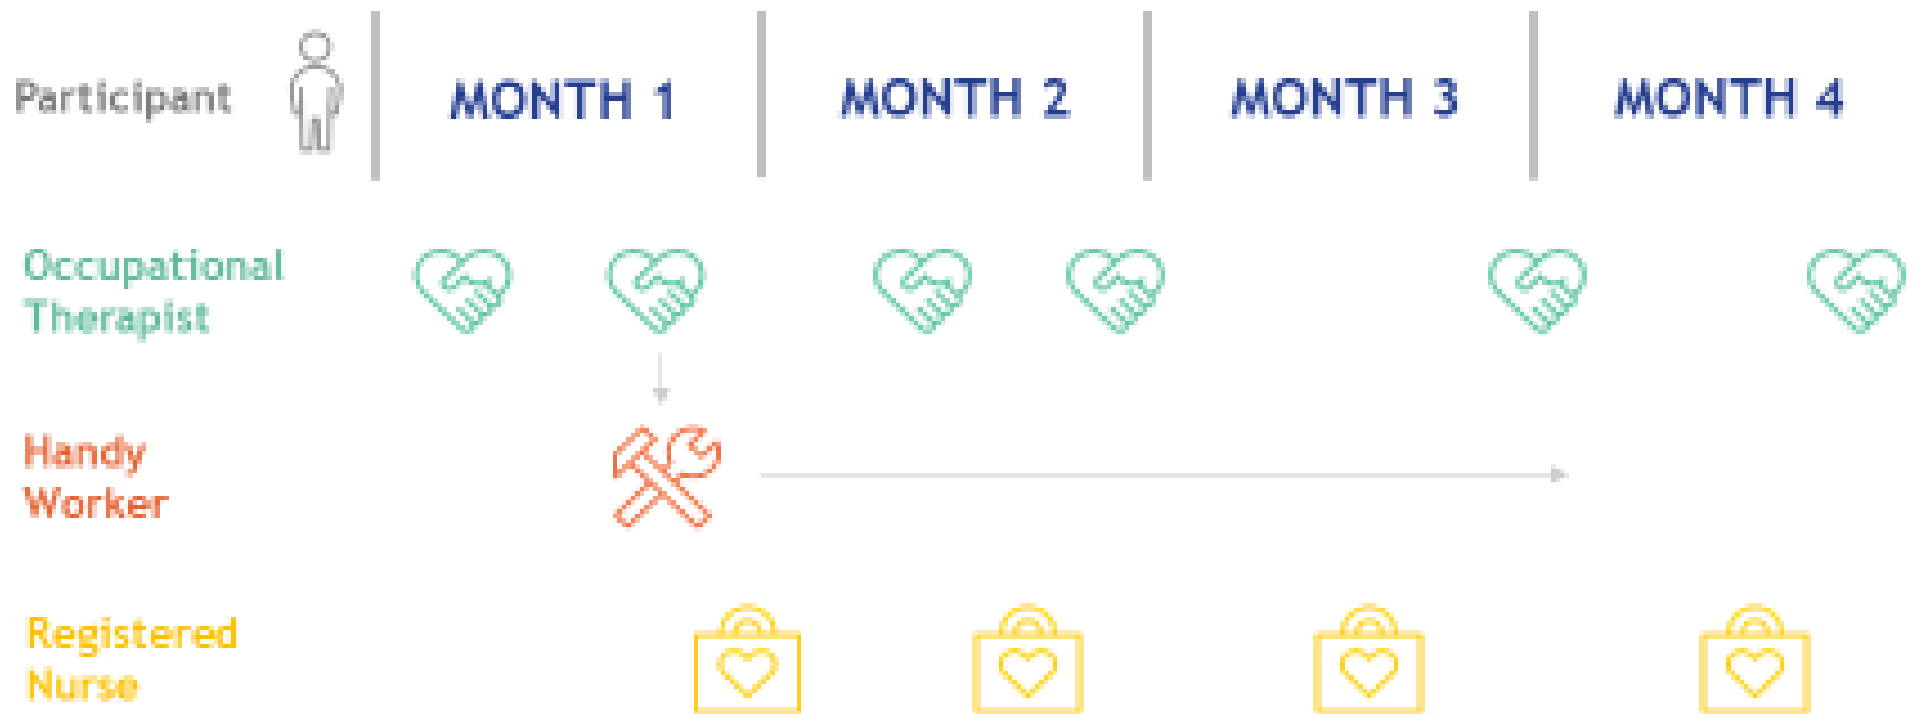 Participant
MONTH 1
MONTH 2
MONTH 3
MONTH 4
Occupational
Therapist
Handy
Worker
Registered
Nurse